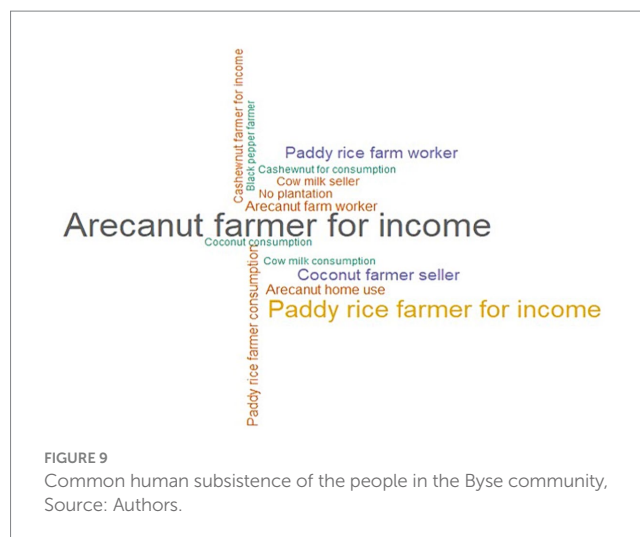 Cashewnut farmer for income
Black pepper farmer
Paddy rice farm worker
Cashewnut for consumption
Cow milk seller
No plantation
Arecanut farm worker
Arecanut farmer for income
Coconut consumption
Paddy rice farmer consumption
Cow milk consumption
Coconut farmer seller
Arecanut home use
Paddy rice farmer for income
FIGURE 9
Common human subsistence of the people in the Byse community,
Source: Authors.